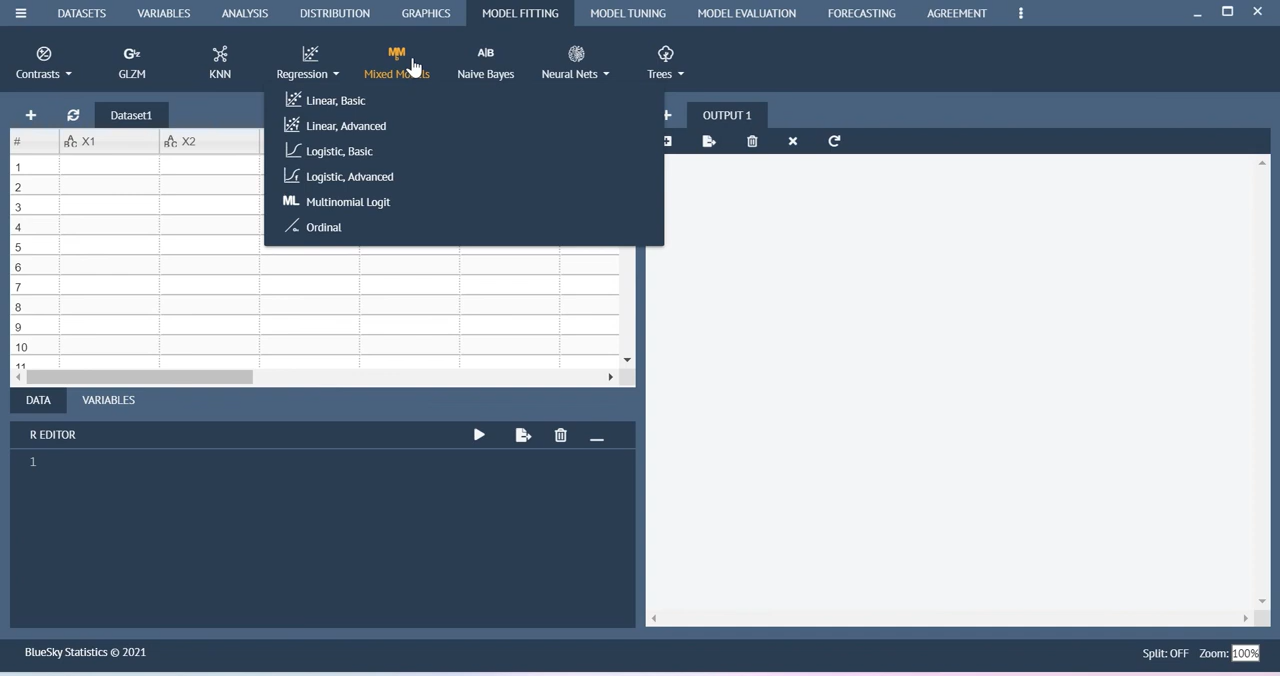 DATASETS VARIABLES ANALYSIS DISTRIBUTION GRAPHICS MODEL FITTING MODEL TUNING MODEL EVALUATION FORECASTING AGREEMENT
Contrasts GLZM KNN Regression Mixed Models Naive Bayes Neural Nets Trees
Dataset1
Linear, Basic
Linear, Advanced
Logistic, Basic
Logistic, Advanced
ML Multinomial Logit
Ordinal
OUTPUT 1
# X1 X2
1
2
3
4
5
6
7
8
9
10
11
DATA VARIABLES
R EDITOR
1
BlueSky Statistics © 2021
Split: OFF Zoom: 100%